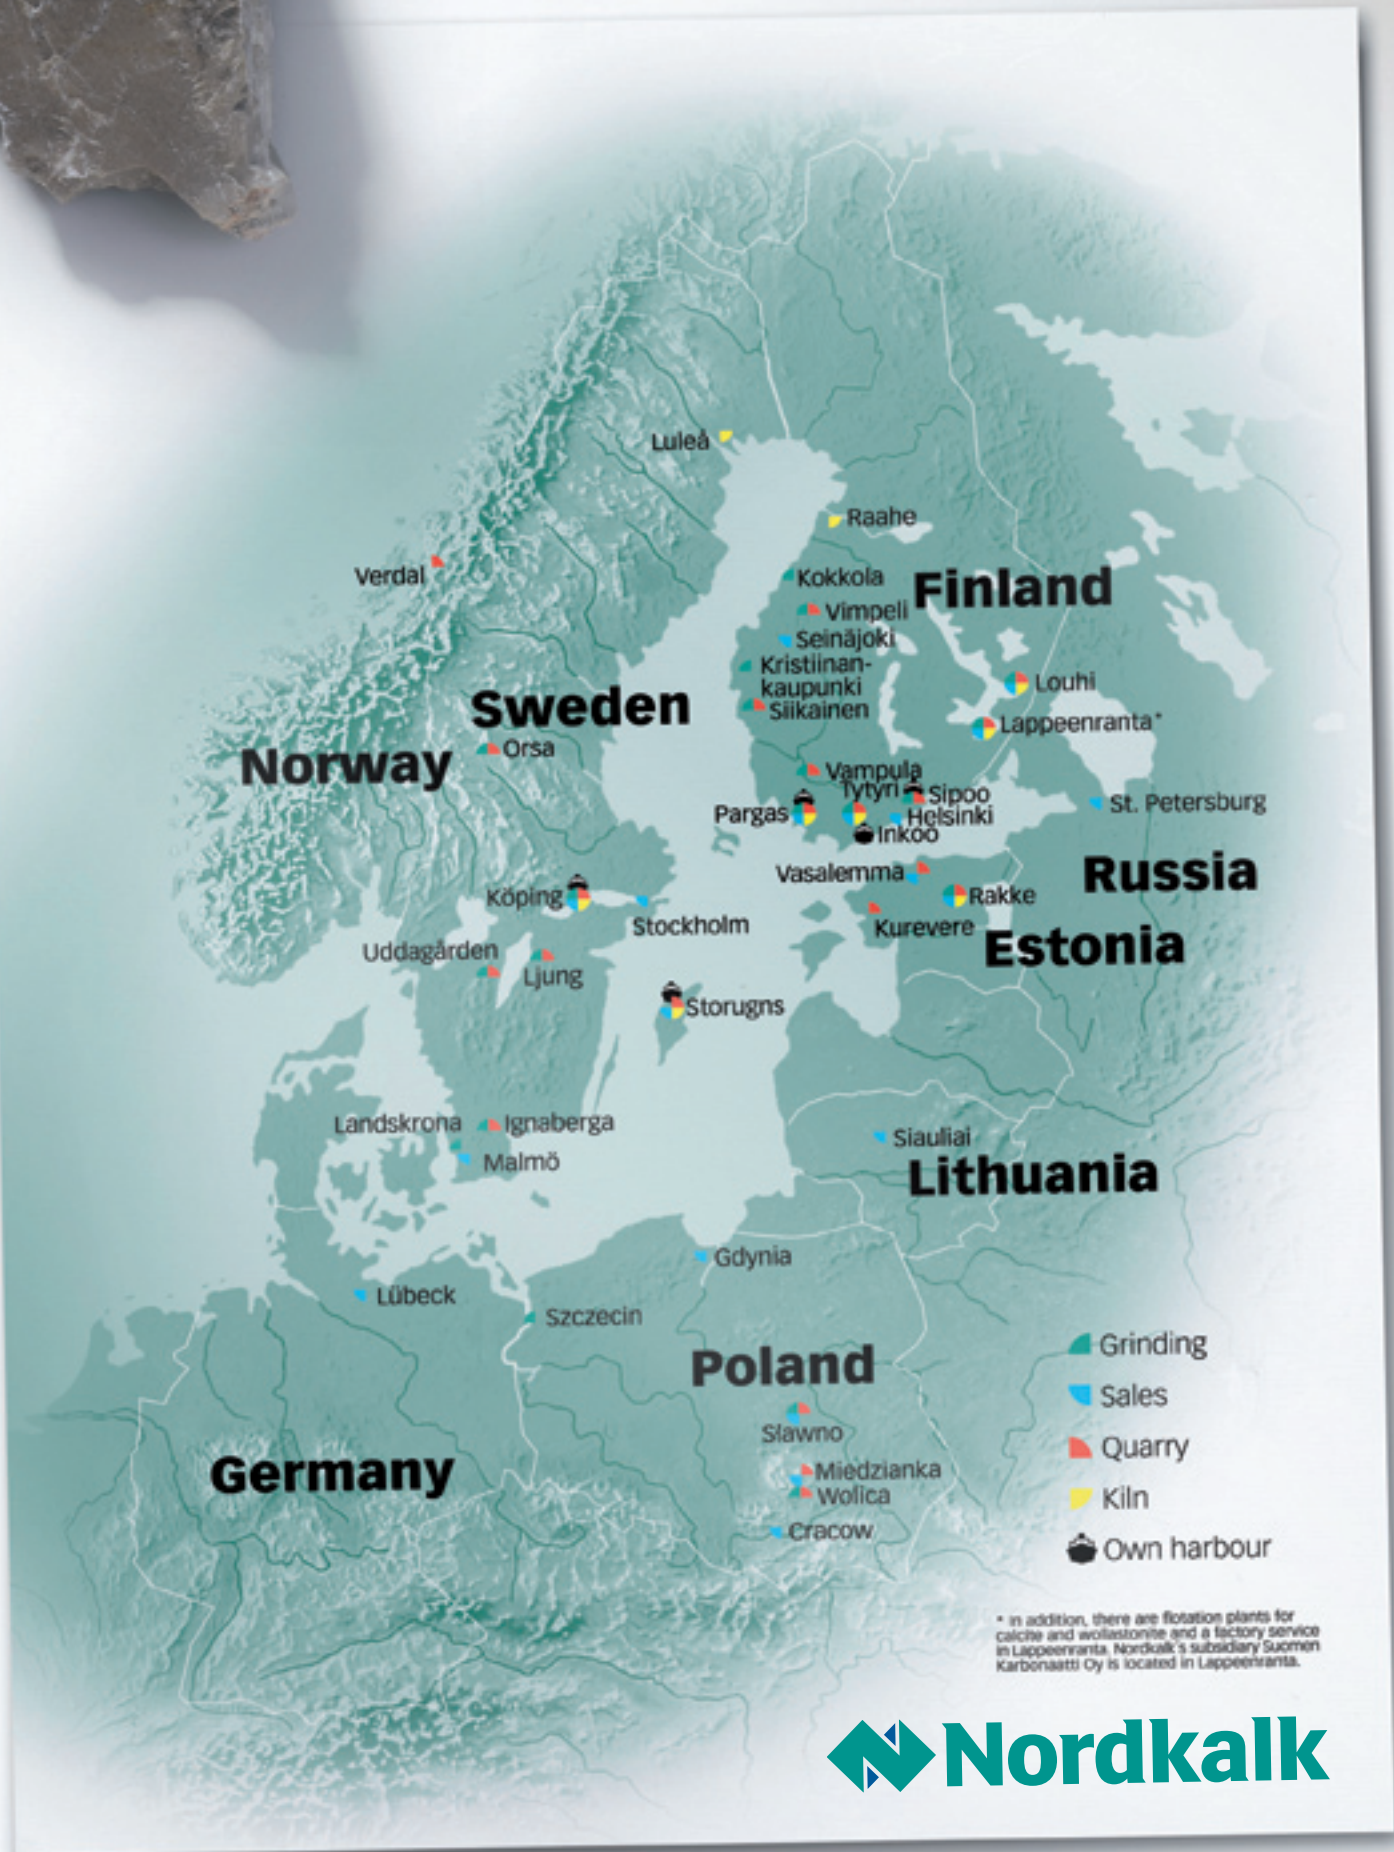 Luleå
Raahe
Verdal
Kokkola
Finland
Vimpeli
Seinäjoki
Kristiinan-
kaupunki
Siikainen
Louhi
Lappeenranta*
Sweden
Orsa
Norway
Vampula
Tytyri
Sipoo
Pargas
Helsinki
Inkoo
St. Petersburg
Vasalemma
Russia
Köping
Rakke
Stockholm
Kurevere
Estonia
Uddagården
Ljung
Storugns
Landskrona
Ignaberga
Malmö
Siauliai
Lithuania
Gdynia
Lübeck
Szczecin
Poland
Slawno
Germany
Miedzianka
Wolica
Cracow
Grinding
Sales
Quarry
Kiln
Own harbour
* In addition, there are flotation plants for
calcite and wollastonite and a factory service
in Lappeenranta. Nordkalk's subsidiary Suomen
Karbonaatti Oy is located in Lappeenranta.
Nordkalk